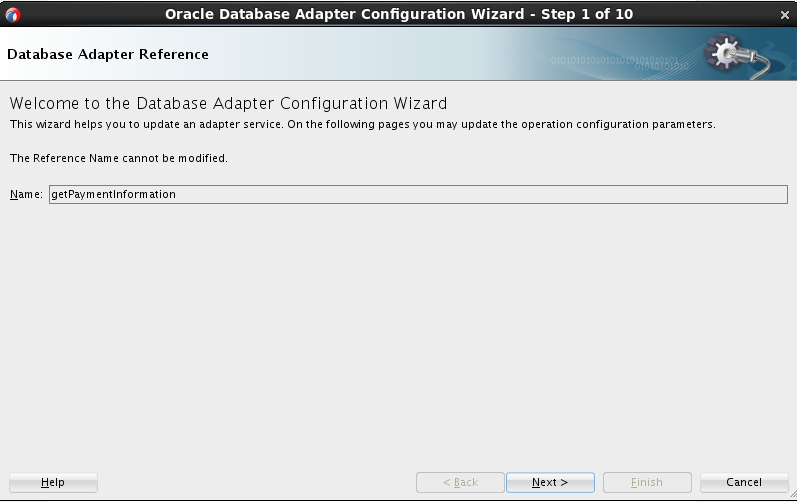 Oracle Database Adapter Configuration Wizard - Step 1 of 10
Database Adapter Reference
01010101010101010101010101
01010101010
Welcome to the Database Adapter Configuration Wizard
This wizard helps you to update an adapter service. On the following pages you may update the operation configuration parameters.
The Reference Name cannot be modified.
Name: getPaymentInformation
Help < Back Next > Finish Cancel